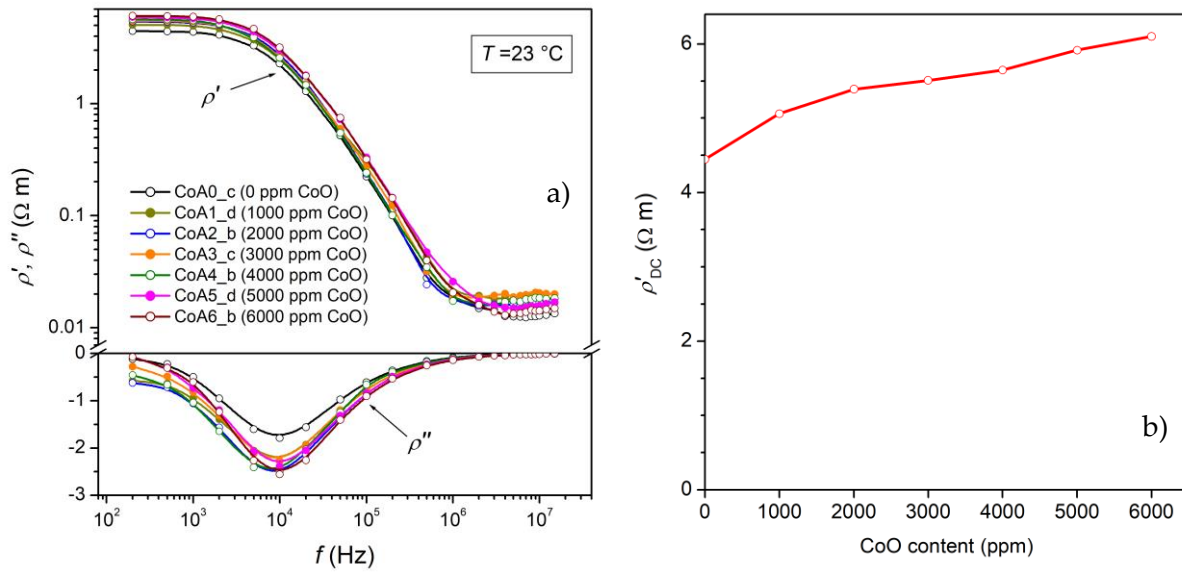 T =23 °C
ρ′
a)
CoA0_c (0 ppm CoO)
CoA1_d (1000 ppm CoO)
CoA2_b (2000 ppm CoO)
CoA3_c (3000 ppm CoO)
CoA4_b (4000 ppm CoO)
CoA5_d (5000 ppm CoO)
CoA6_b (6000 ppm CoO)
ρ′, ρ″ (Ω m)
1
0.1
0.01
0
-1
-2
-3
ρ″
10² 10³ 10⁴ 10⁵ 10⁶ 10⁷
f (Hz)
6
4
2
0
ρ′DC (Ω m)
b)
0 1000 2000 3000 4000 5000 6000
CoO content (ppm)